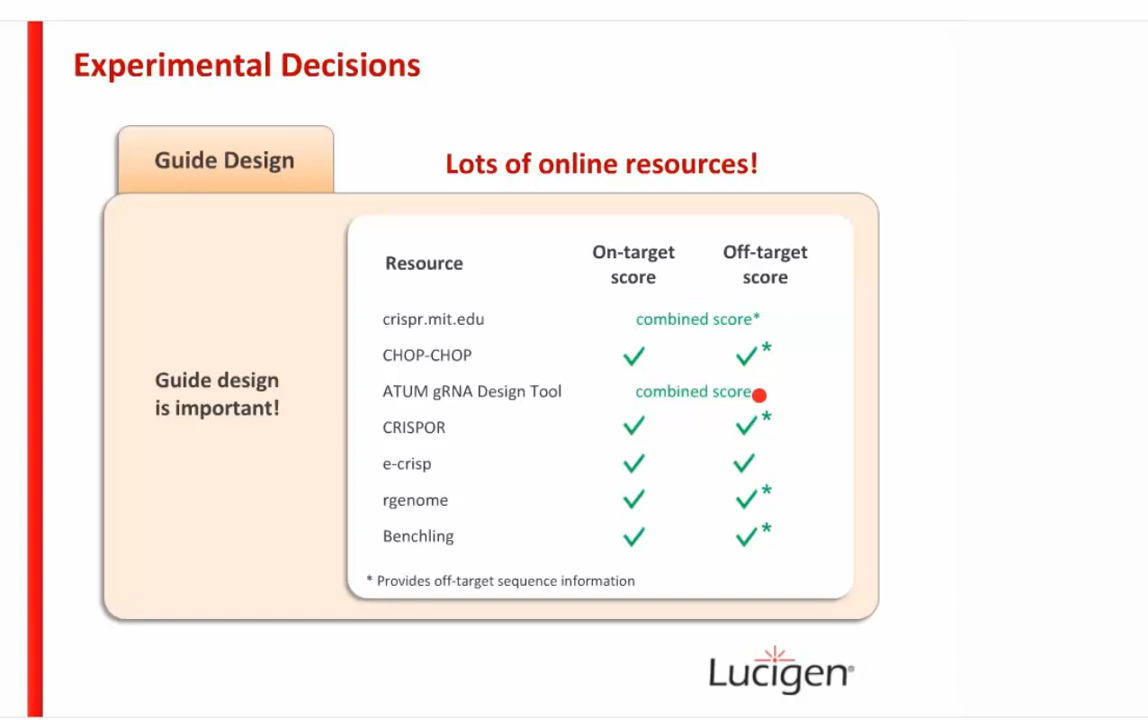 Experimental Decisions
Guide Design
Lots of online resources!
Guide design
is important!
Resource On-target score Off-target score
crispr.mit.edu combined score*
CHOP-CHOP ✓ ✓*
ATUM gRNA Design Tool combined score
CRISPOR ✓ ✓*
e-crisp ✓ ✓
rgenome ✓ ✓*
Benchling ✓ ✓*
* Provides off-target sequence information
Lucigen®